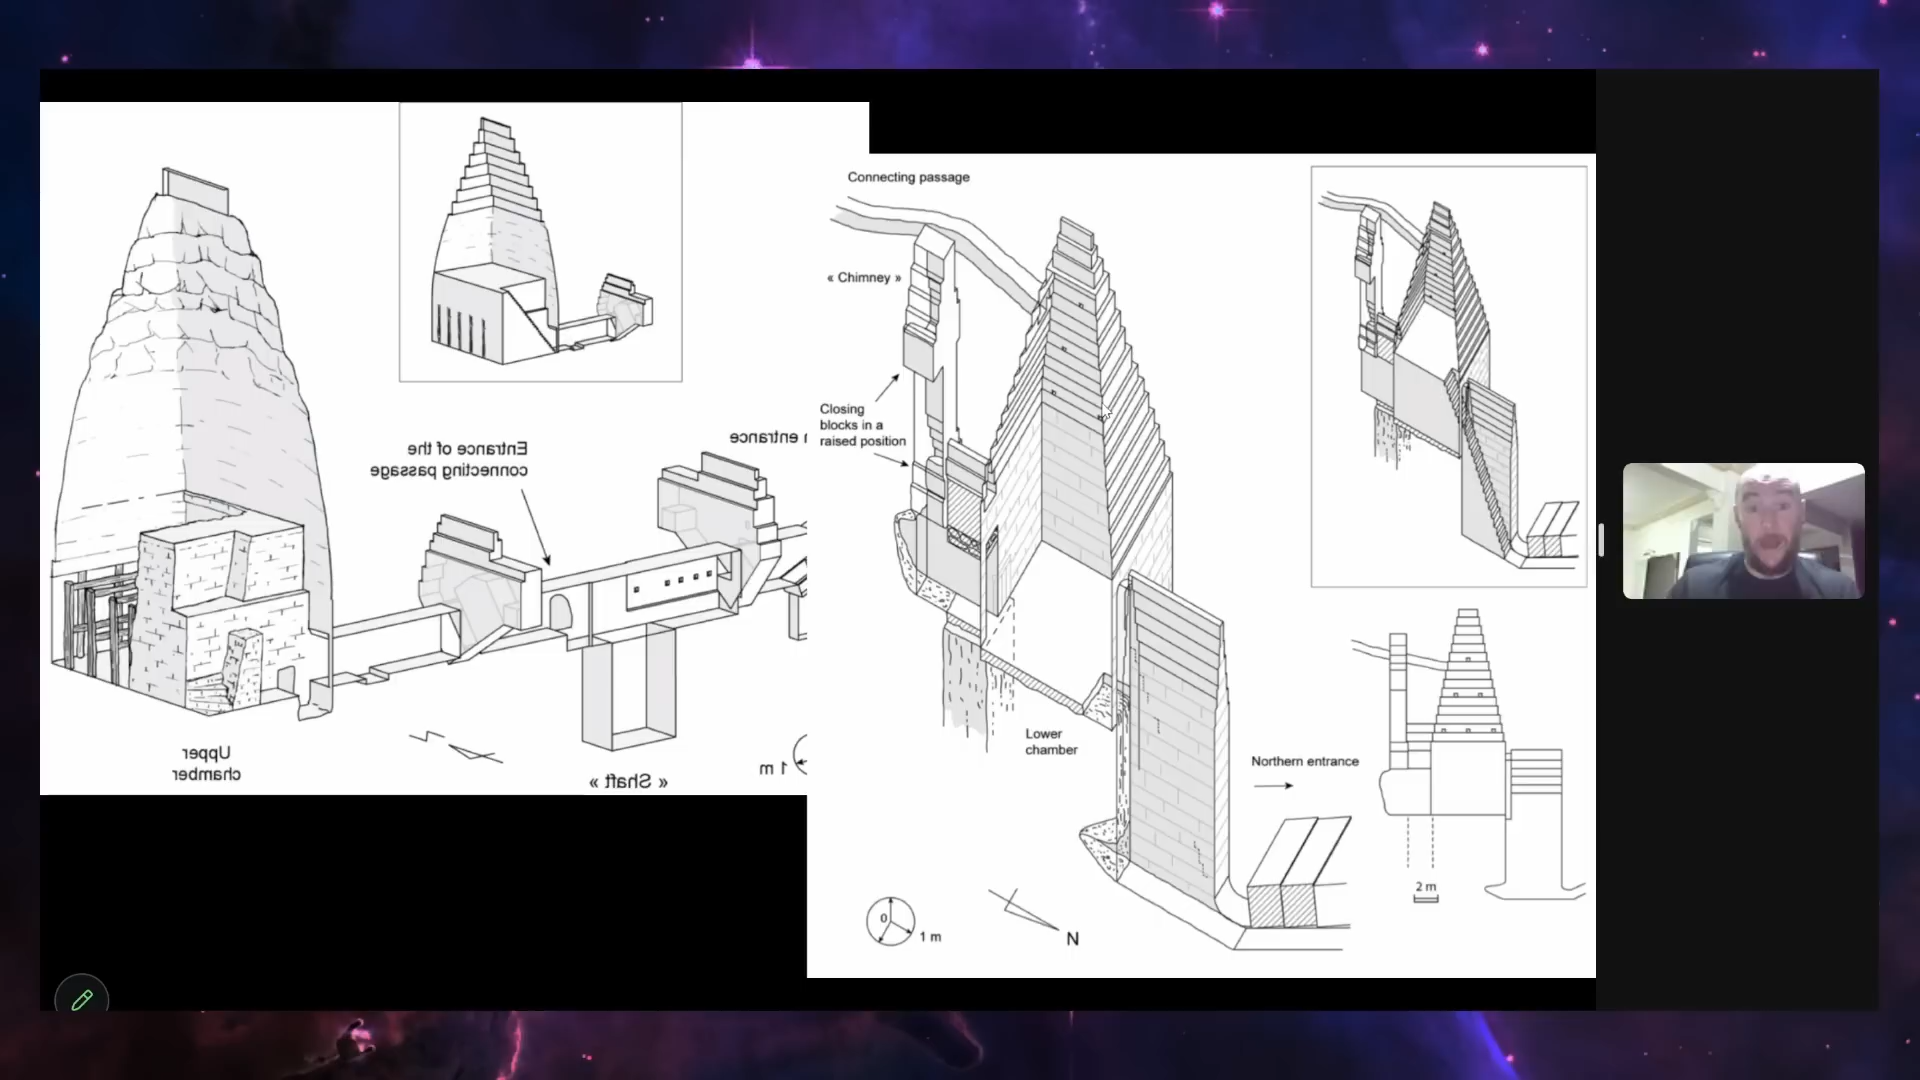 Entrance of the
connecting passage
n entrance
Upper
chamber
« Shaft »
1 m
Connecting passage
« Chimney »
Closing
blocks in a
raised position
Lower
chamber
Northern entrance
2 m
0
1 m
N